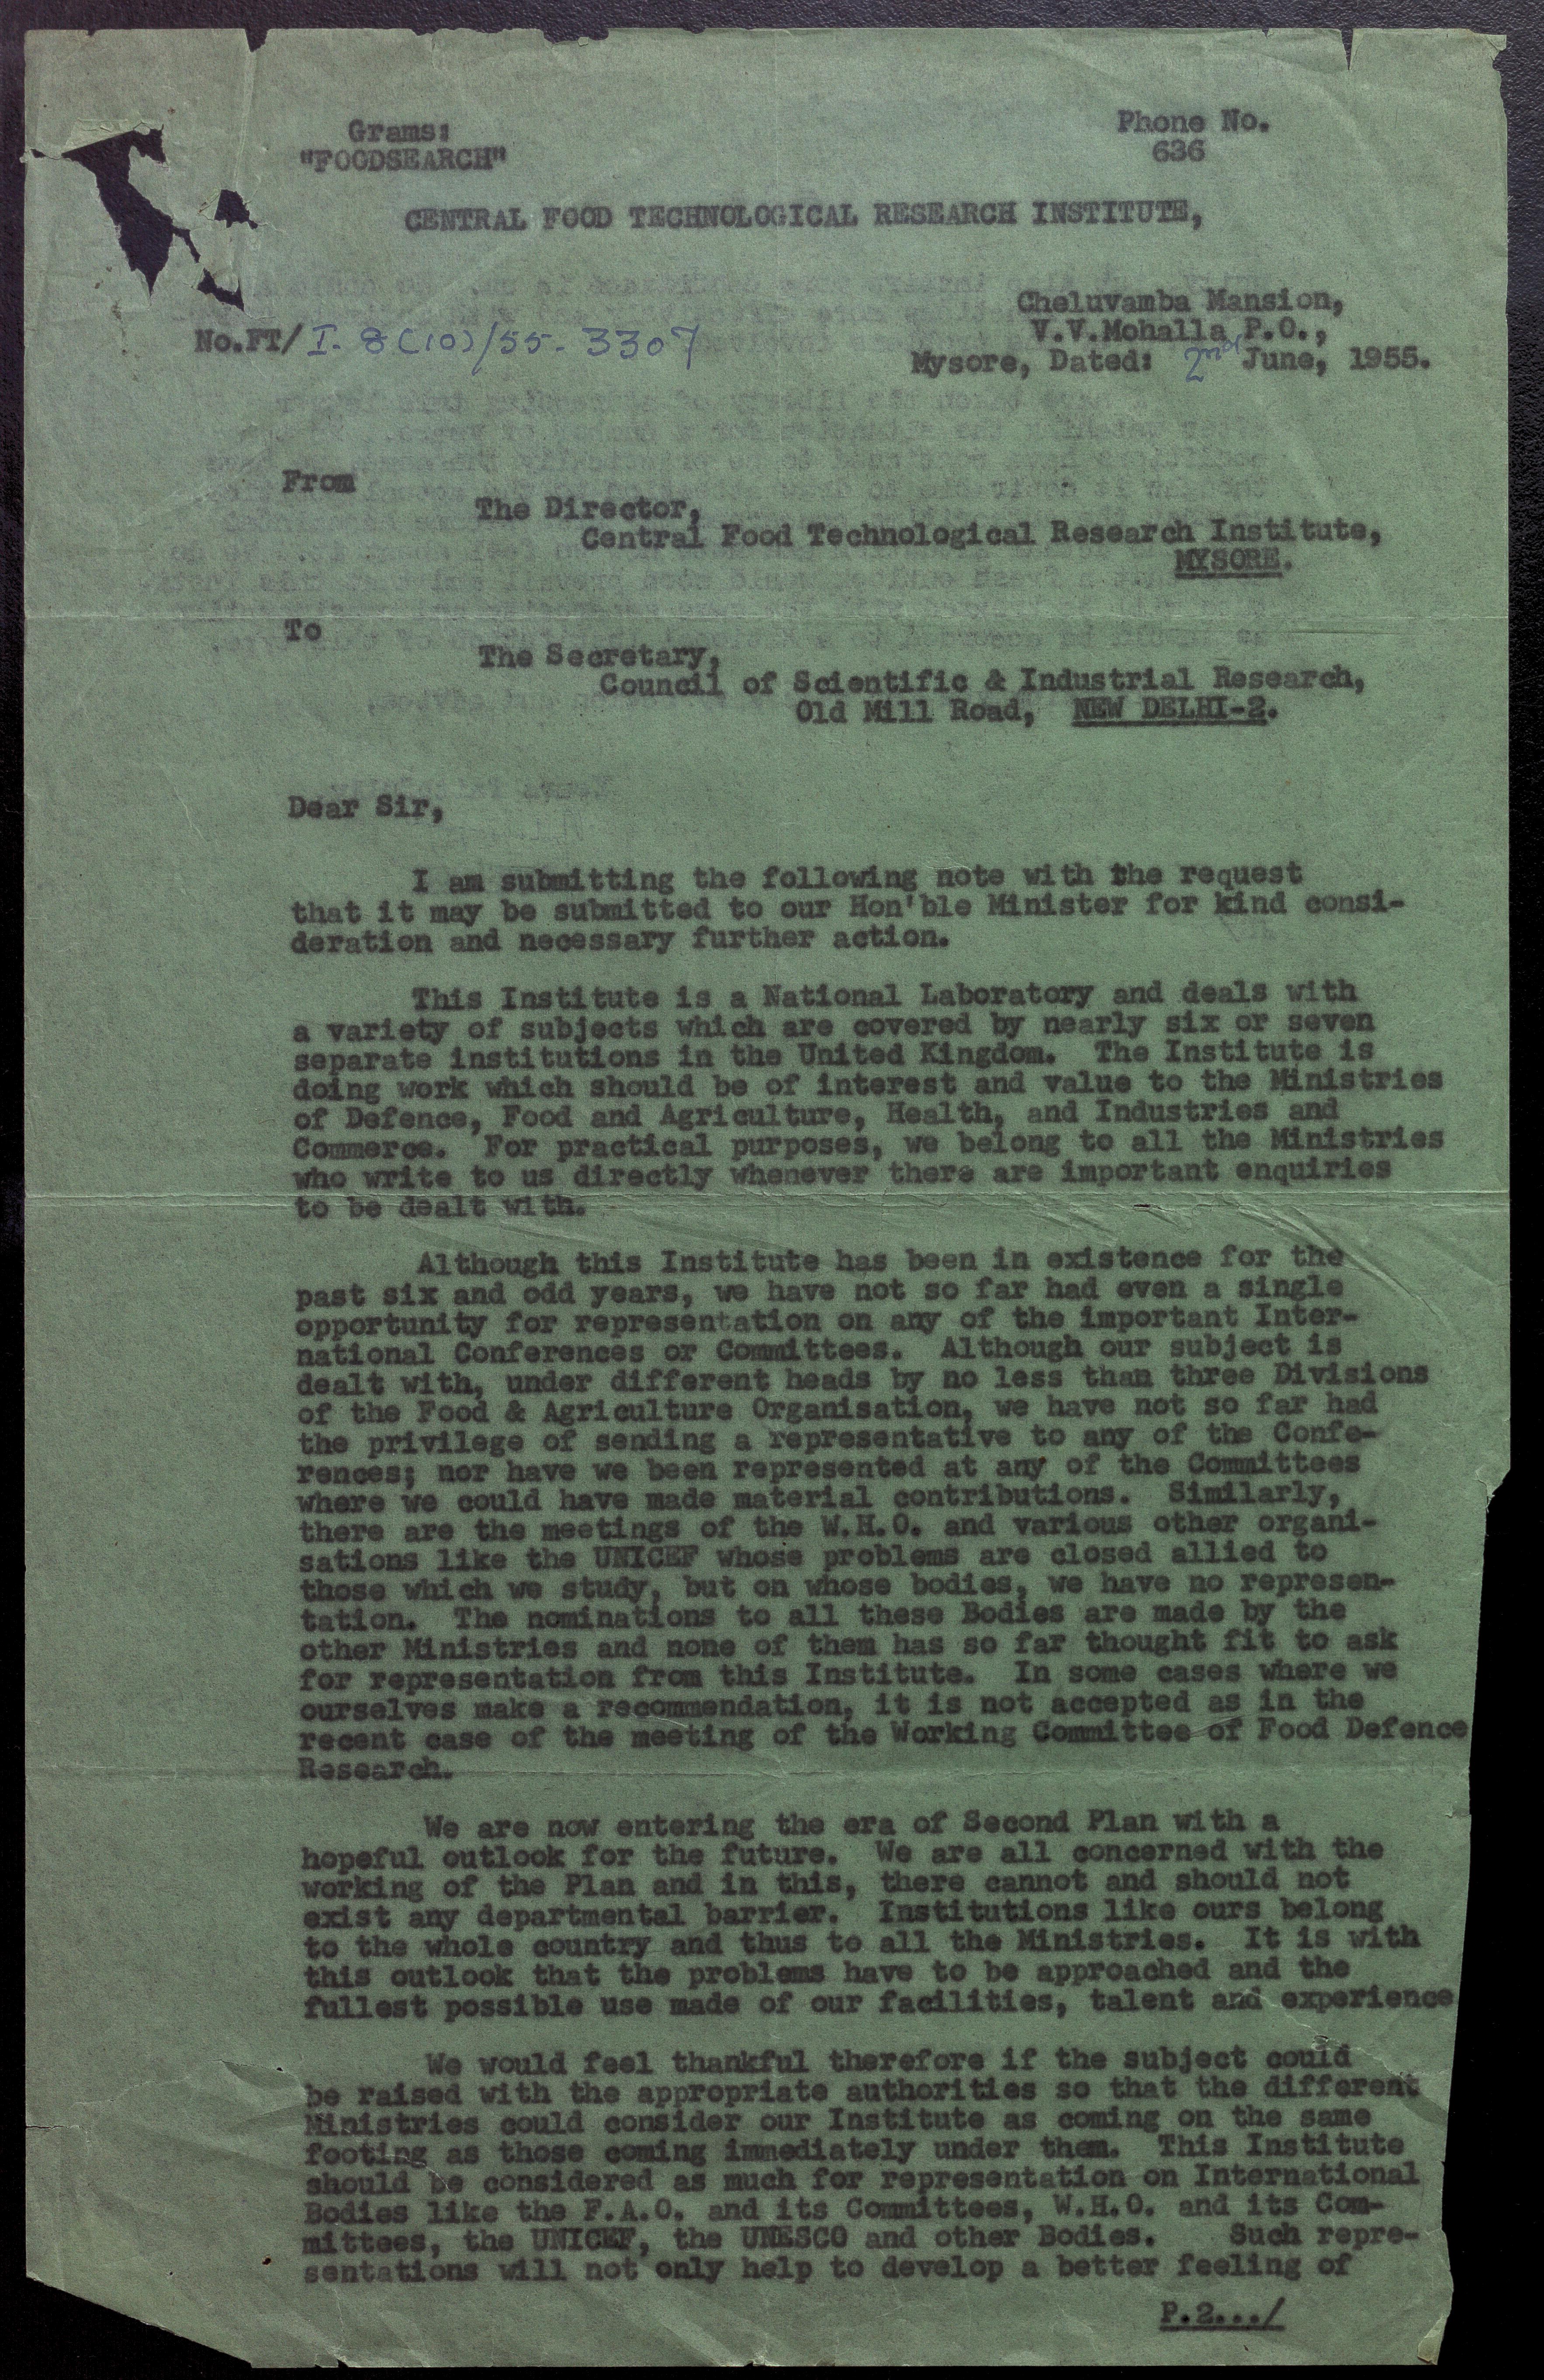 Grams:
"FOODSEARCH"
Phone No.
636
CENTRAL FOOD TECHNOLOGICAL RESEARCH INSTITUTE,
Cheluvamba Mansion,
V.V.Mohalla P.O.,
No.FT/I-8(10)/55-3307
Mysore, Dated: 2nd June, 1955.
From
The Director,
Central Food Technological Research Institute,
MYSORE.
To
The Secretary,
Council of Scientific & Industrial Research,
Old Mill Road, NEW DELHI-2.
Dear Sir,
I am submitting the following note with the request
that it may be submitted to our Hon'ble Minister for kind consi-
deration and necessary further action.
This Institute is a National Laboratory and deals with
a variety of subjects which are covered by nearly six or seven
separate institutions in the United Kingdom. The Institute is
doing work which should be of interest and value to the Ministries
of Defence, Food and Agriculture, Health, and Industries and
Commerce. For practical purposes, we belong to all the Ministries
who write to us directly whenever there are important enquiries
to be dealt with.
Although this Institute has been in existence for the
past six and odd years, we have not so far had even a single
opportunity for representation on any of the important Inter-
national Conferences or Committees. Although our subject is
dealt with, under different heads by no less than three Divisions
of the Food & Agriculture Organisation, we have not so far had
the privilege of sending a representative to any of the Confe-
rences; nor have we been represented at any of the Committees
where we could have made material contributions. Similarly,
there are the meetings of the W.H.O. and various other organi-
sations like the UNICEF whose problems are closed allied to
those which we study, but on whose bodies, we have no represen-
tation. The nominations to all these Bodies are made by the
other Ministries and none of them has so far thought fit to ask
for representation from this Institute. In some cases where we
ourselves make a recommendation, it is not accepted as in the
recent case of the meeting of the Working Committee of Food Defence
Research.
We are now entering the era of Second Plan with a
hopeful outlook for the future. We are all concerned with the
working of the Plan and in this, there cannot and should not
exist any departmental barrier. Institutions like ours belong
to the whole country and thus to all the Ministries. It is with
this outlook that the problems have to be approached and the
fullest possible use made of our facilities, talent and experience
We would feel thankful therefore if the subject could
be raised with the appropriate authorities so that the different
Ministries could consider our Institute as coming on the same
footing as those coming immediately under them. This Institute
should be considered as much for representation on International
Bodies like the F.A.O. and its Committees, W.H.O. and its Com-
mittees, the UNICEF, the UNESCO and other Bodies. Such repre-
sentations will not only help to develop a better feeling of
P.2.../